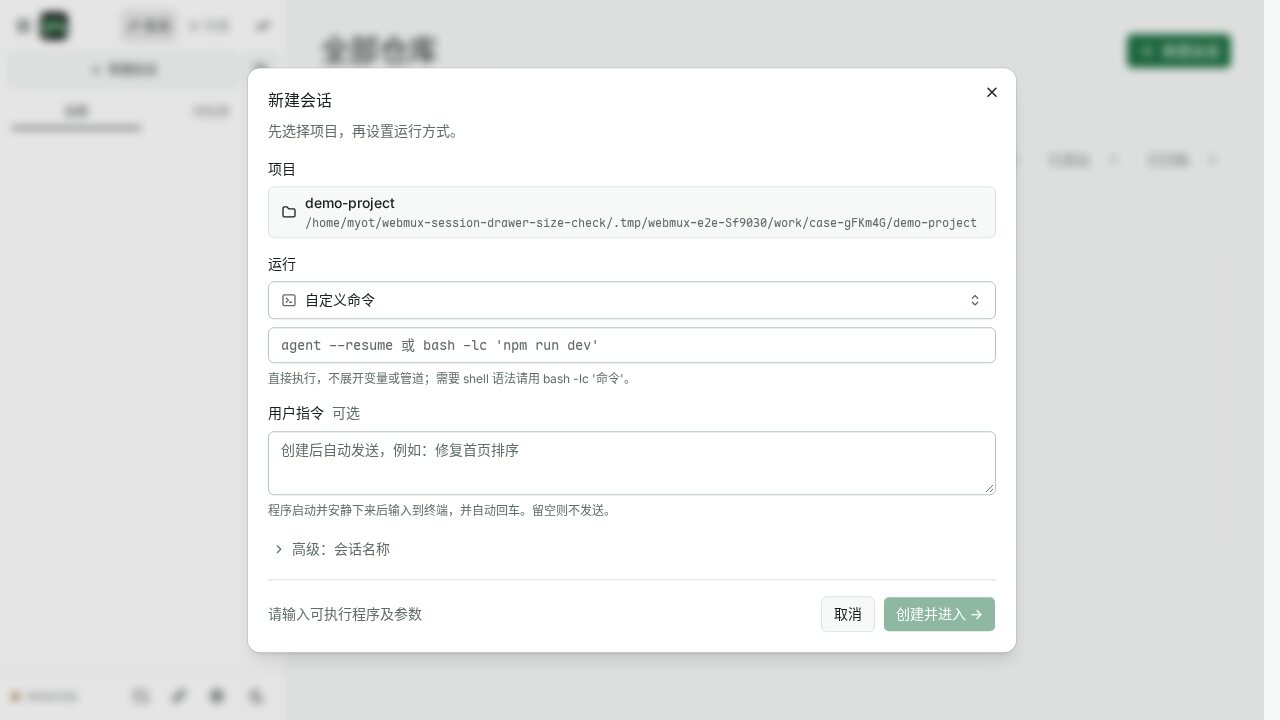 全部仓库
新建会话
先选择项目，再设置运行方式。
项目
demo-project
/home/myot/webmux-session-drawer-size-check/.tmp/webmux-e2e-Sf9030/work/case-gFKm4G/demo-project
运行
自定义命令
agent --resume 或 bash -lc 'npm run dev'
直接执行，不展开变量或管道；需要 shell 语法请用 bash -lc '命令'。
用户指令 可选
创建后自动发送，例如：修复首页排序
程序启动并安静下来后输入到终端，并自动回车。留空则不发送。
高级：会话名称
请输入可执行程序及参数
取消
创建并进入 →